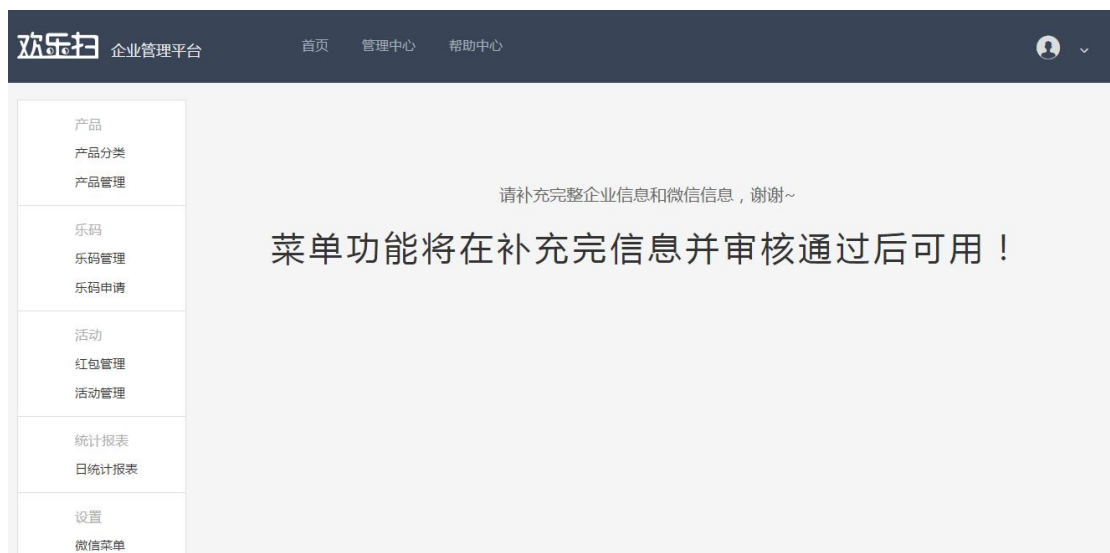 欢乐扫 企业管理平台 首页 管理中心 帮助中心
产品
产品分类
产品管理
乐码
乐码管理
乐码申请
活动
红包管理
活动管理
统计报表
日统计报表
设置
微信菜单
请补充完整企业信息和微信信息，谢谢~
菜单功能将在补充完信息并审核通过后可用！